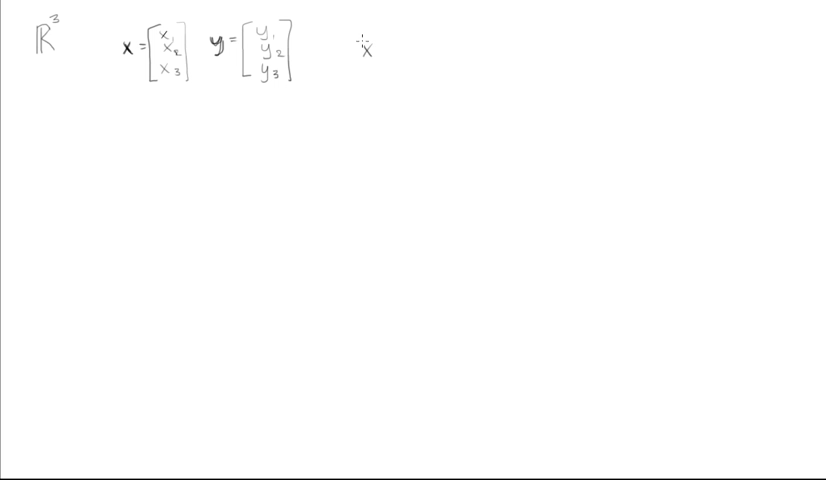 ℝ³ x = [x₁ x₂ x₃] y = [y₁ y₂ y₃] x